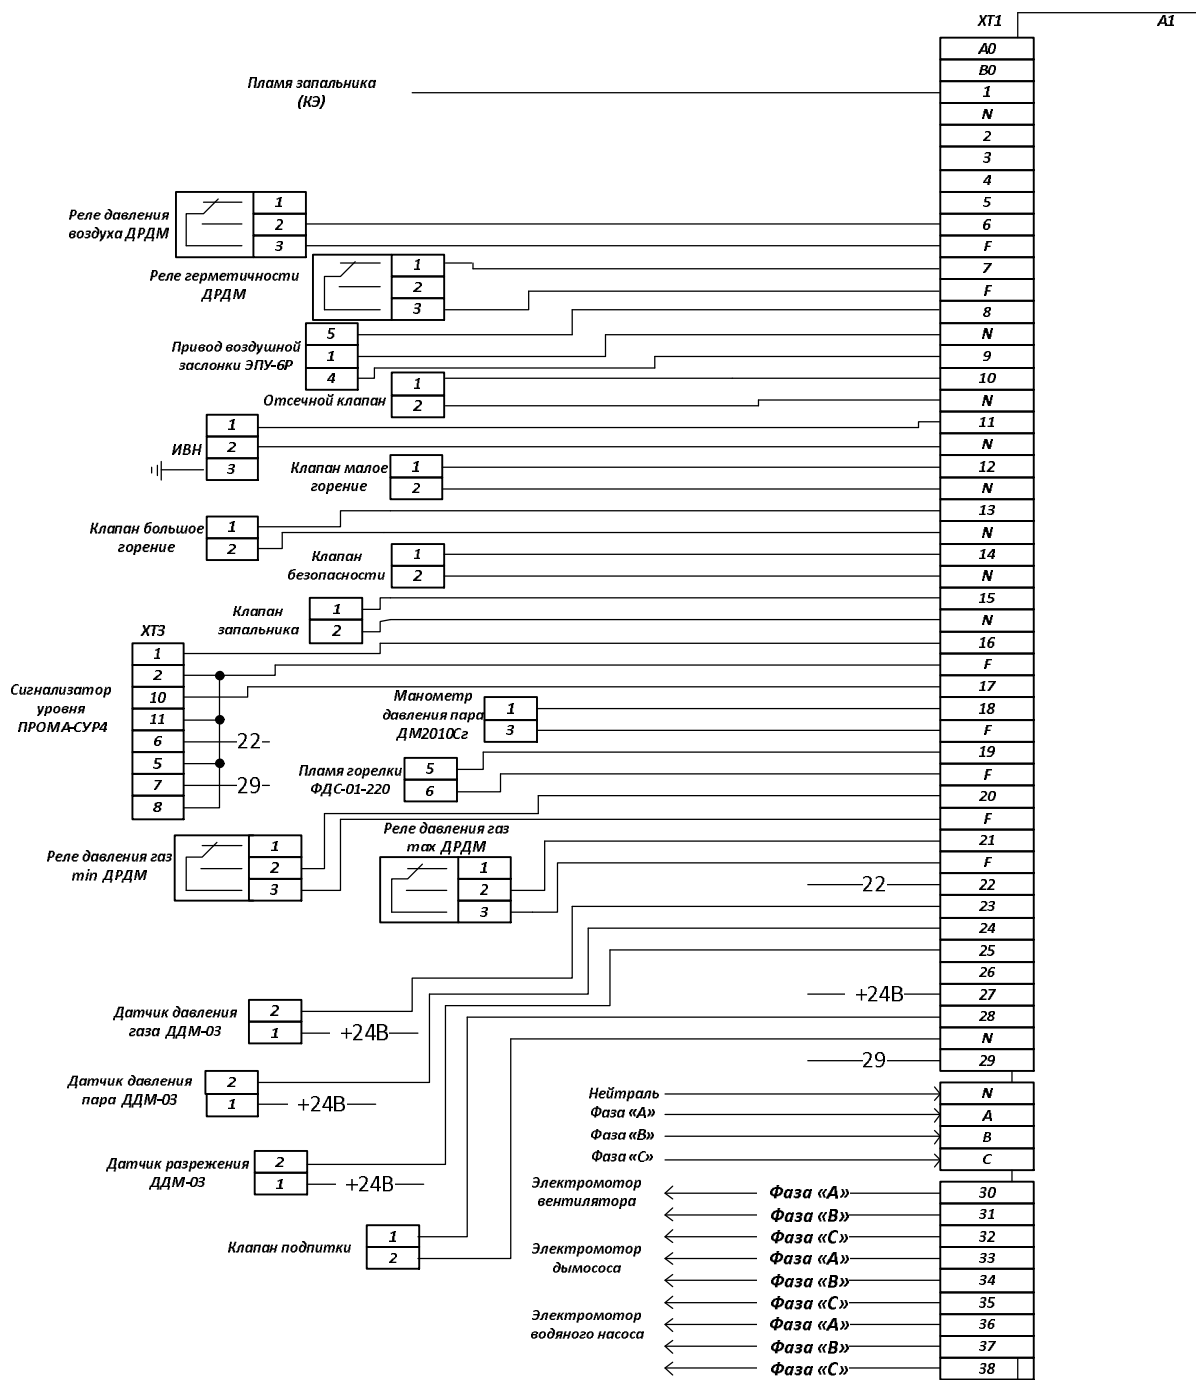 XT1
A1
A0
B0
Пламя запальника
(КЭ)
1
N
2
3
4
5
Реле давления
воздуха ДРДМ
1
2
3
6
F
Реле герметичности
ДРДМ
1
2
3
7
F
Привод воздушной
заслонки ЭПУ-6Р
5
1
4
8
N
9
Отсечной клапан
1
2
10
N
ИВН
1
2
3
11
N
Клапан малое
горение
1
2
12
N
Клапан большое
горение
1
2
13
N
Клапан
безопасности
1
2
14
N
Клапан
запальника
1
2
15
N
XT3
Сигнализатор
уровня
ПРОМА-СУР4
1
2
10
11
6
5
7
8
22
29
16
F
17
Манометр
давления пара
ДМ2010Сг
1
3
18
F
Пламя горелки
ФДС-01-220
5
6
19
F
Реле давления газ
min ДРДМ
1
2
3
20
F
Реле давления газ
max ДРДМ
1
2
3
21
F
22
22
23
24
25
26
+24В
27
28
N
29
29
Датчик давления
газа ДДМ-03
2
1
+24В
Датчик давления
пара ДДМ-03
2
1
+24В
Датчик разрежения
ДДМ-03
2
1
+24В
Клапан подпитки
1
2
Нейтраль
N
Фаза «А»
A
Фаза «В»
B
Фаза «С»
C
Электромотор
вентилятора
Фаза «А»
30
Фаза «В»
31
Фаза «С»
32
Электромотор
дымососа
Фаза «А»
33
Фаза «В»
34
Фаза «С»
35
Электромотор
водяного насоса
Фаза «А»
36
Фаза «В»
37
Фаза «С»
38